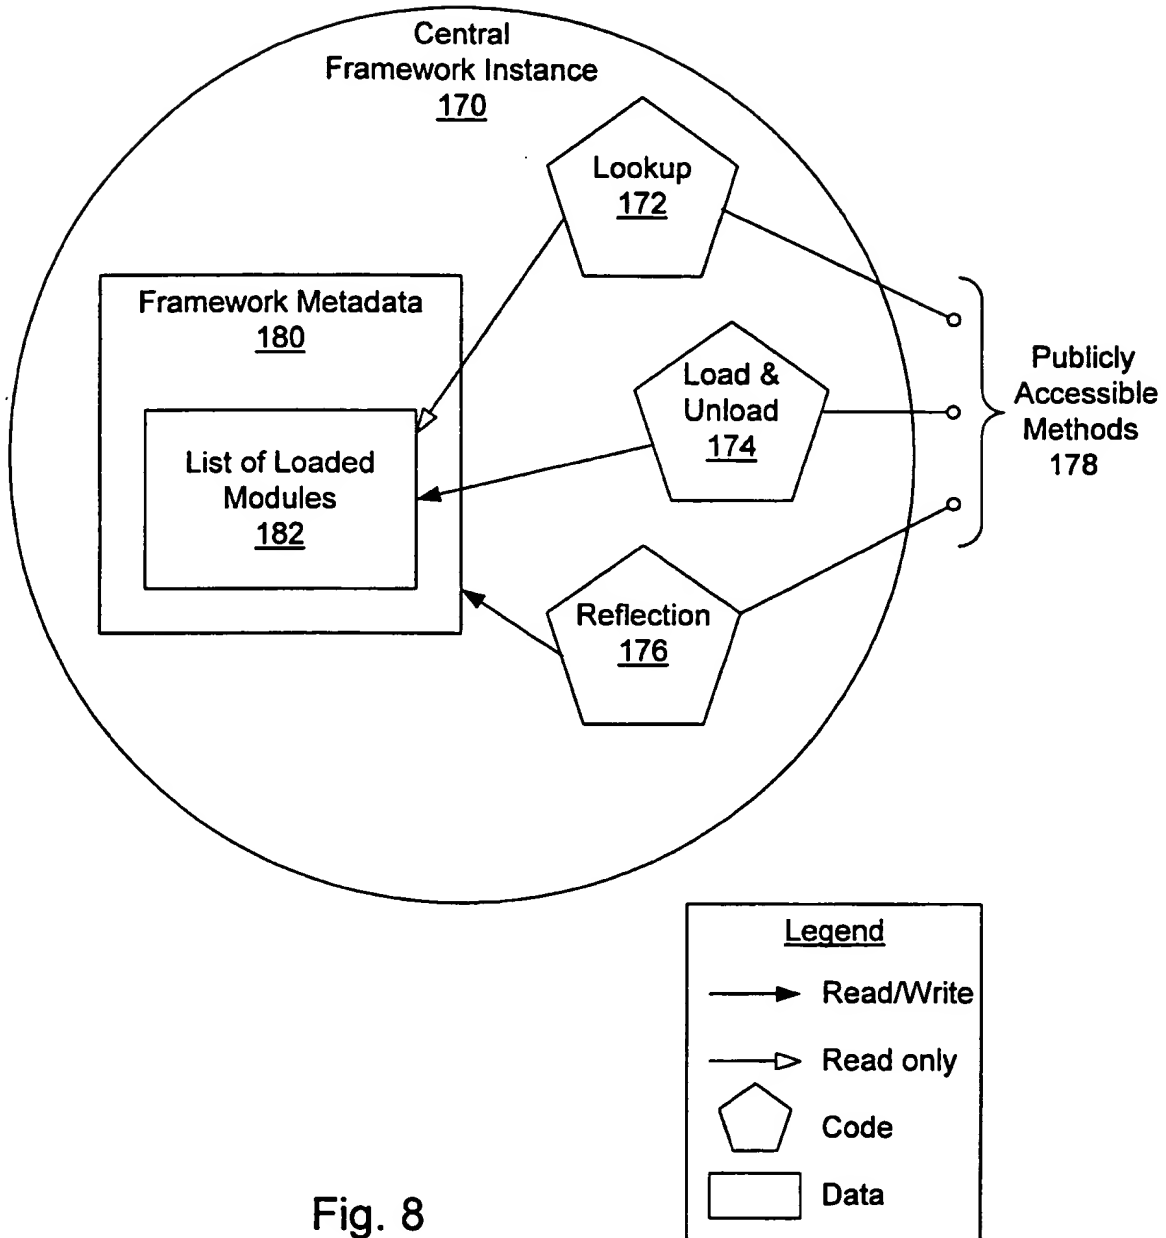 Central
Framework Instance
170
Lookup
172
Framework Metadata
180
List of Loaded
Modules
182
Load &
Unload
174
Reflection
176
Publicly
Accessible
Methods
178
Legend
Read/Write
Read only
Code
Data
Fig. 8